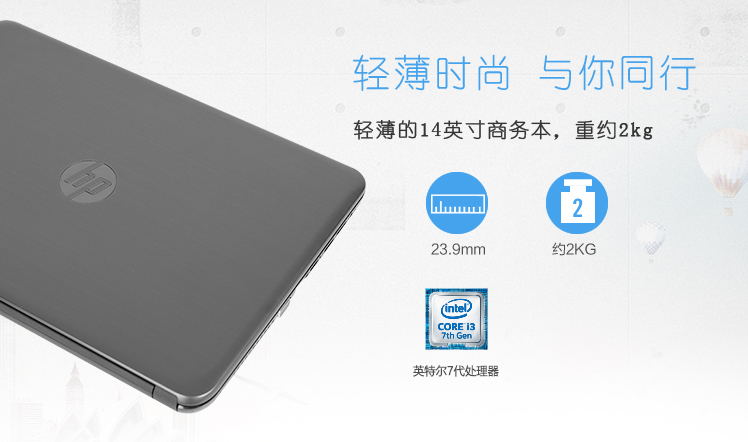 轻薄时尚 与你同行
轻薄的14英寸商务本，重约2kg
hp
2
23.9mm
约2KG
intel
CORE i3
7th Gen
英特尔7代处理器